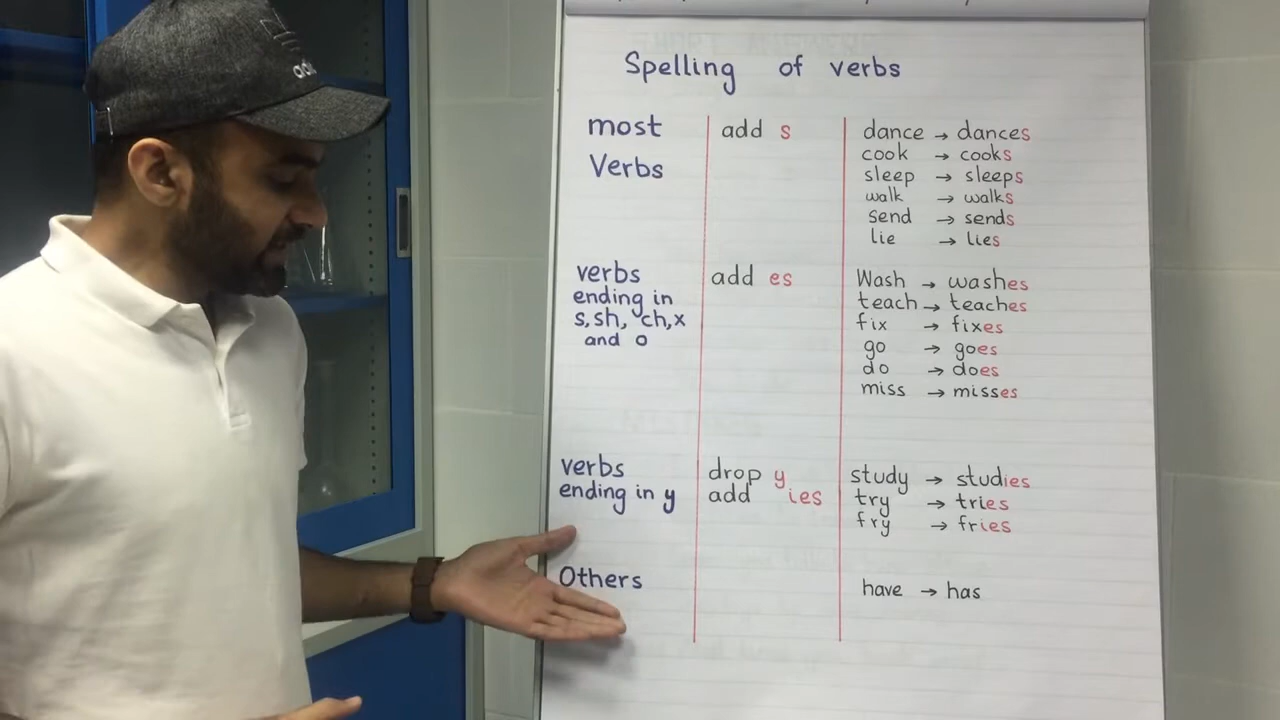 Spelling of verbs
most
Verbs
add s
dance → dances
cook → cooks
sleep → sleeps
walk → walks
send → sends
lie → lies
verbs
ending in
s, sh, ch, x
and o
add es
Wash → washes
teach → teaches
fix → fixes
go → goes
do → does
miss → misses
verbs
ending in y
drop y
add ies
study → studies
try → tries
fry → fries
Others
have → has